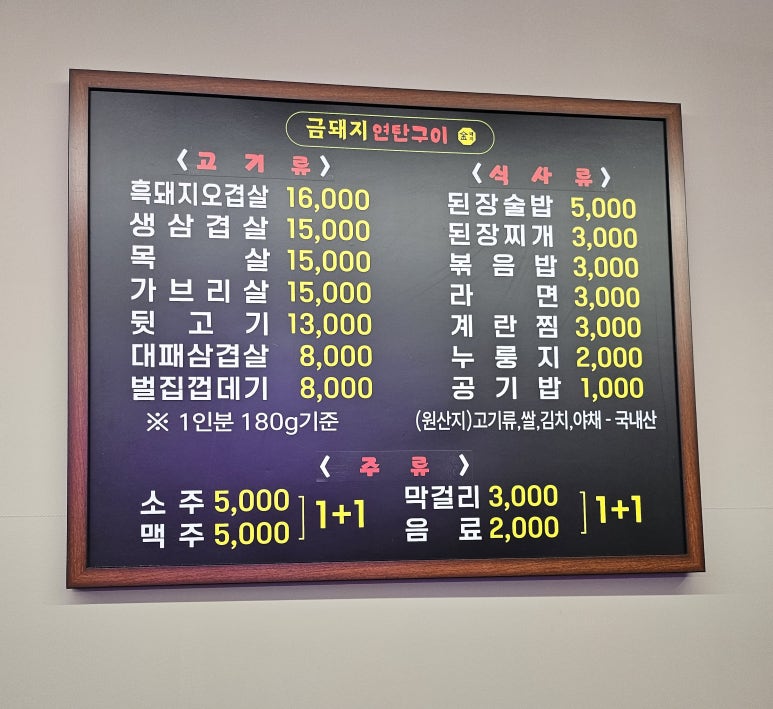 금돼지 연탄구이 金
《고 기 류》
흑돼지오겹살 16,000
생 삼 겹 살 15,000
목 살 15,000
가 브 리 살 15,000
뒷 고 기 13,000
대패삼겹살 8,000
벌집껍데기 8,000
※ 1인분 180g기준
《식 사 류》
된장술밥 5,000
된장찌개 3,000
볶 음 밥 3,000
라 면 3,000
계 란 찜 3,000
누 룽 지 2,000
공 기 밥 1,000
(원산지)고기류,쌀,김치,야채 - 국내산
《 주 류 》
소 주 5,000
맥 주 5,000
1+1
막걸리 3,000
음 료 2,000
1+1